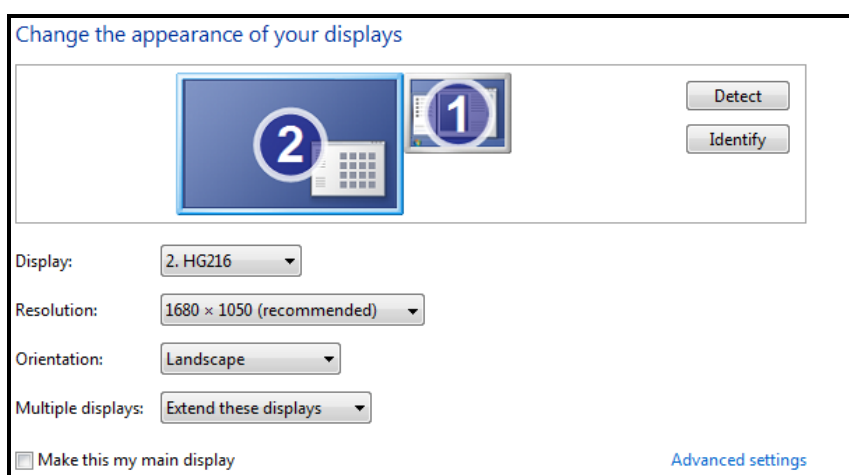 Change the appearance of your displays
2
1
Detect
Identify
Display: 2. HG216
Resolution: 1680 × 1050 (recommended)
Orientation: Landscape
Multiple displays: Extend these displays
Make this my main display
Advanced settings